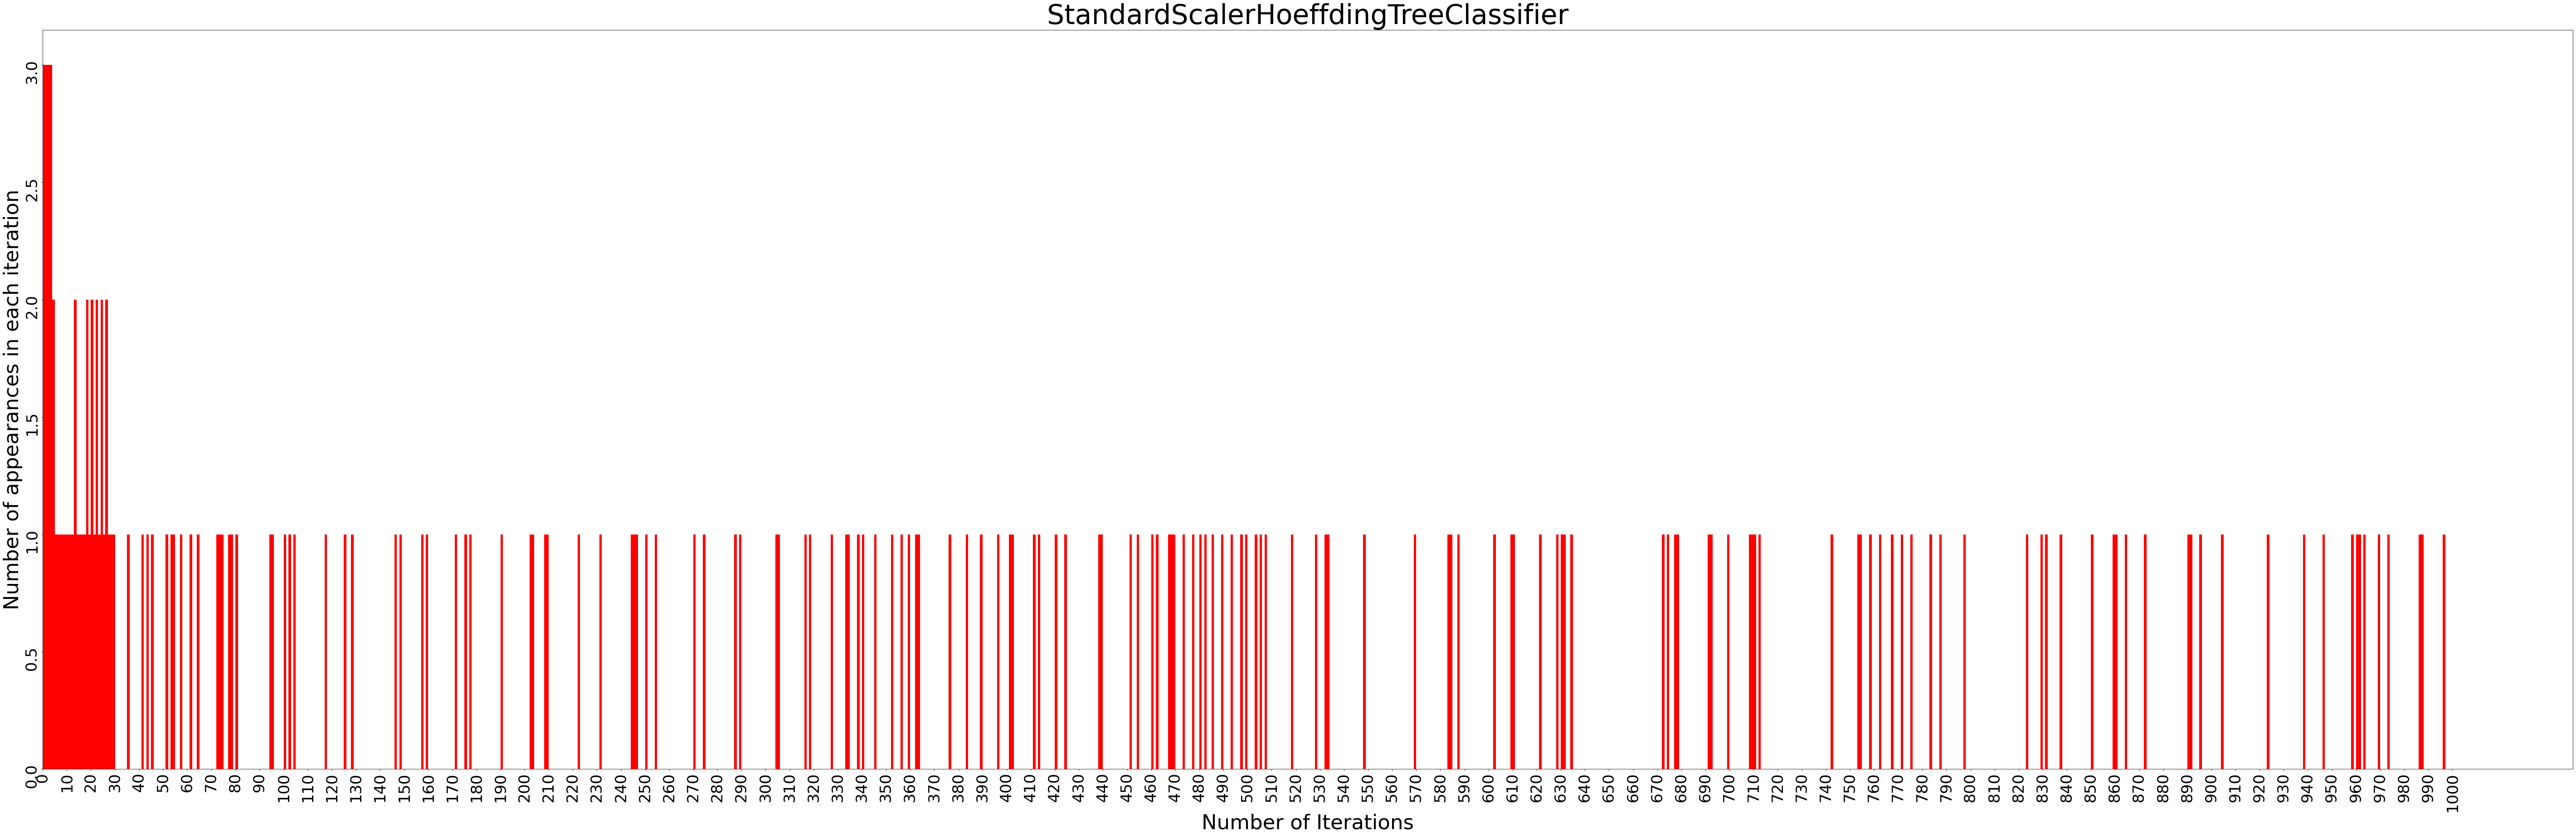 StandardScalerHoeffdingTreeClassifier
Number of appearances in each iteration
3.0
2.5
2.0
1.5
1.0
0.5
0.0
0 10 20 30 40 50 60 70 80 90 100 110 120 130 140 150 160 170 180 190 200 210 220 230 240 250 260 270 280 290 300 310 320 330 340 350 360 370 380 390 400 410 420 430 440 450 460 470 480 490 500 510 520 530 540 550 560 570 580 590 600 610 620 630 640 650 660 670 680 690 700 710 720 730 740 750 760 770 780 790 800 810 820 830 840 850 860 870 880 890 900 910 920 930 940 950 960 970 980 990 1000
Number of Iterations